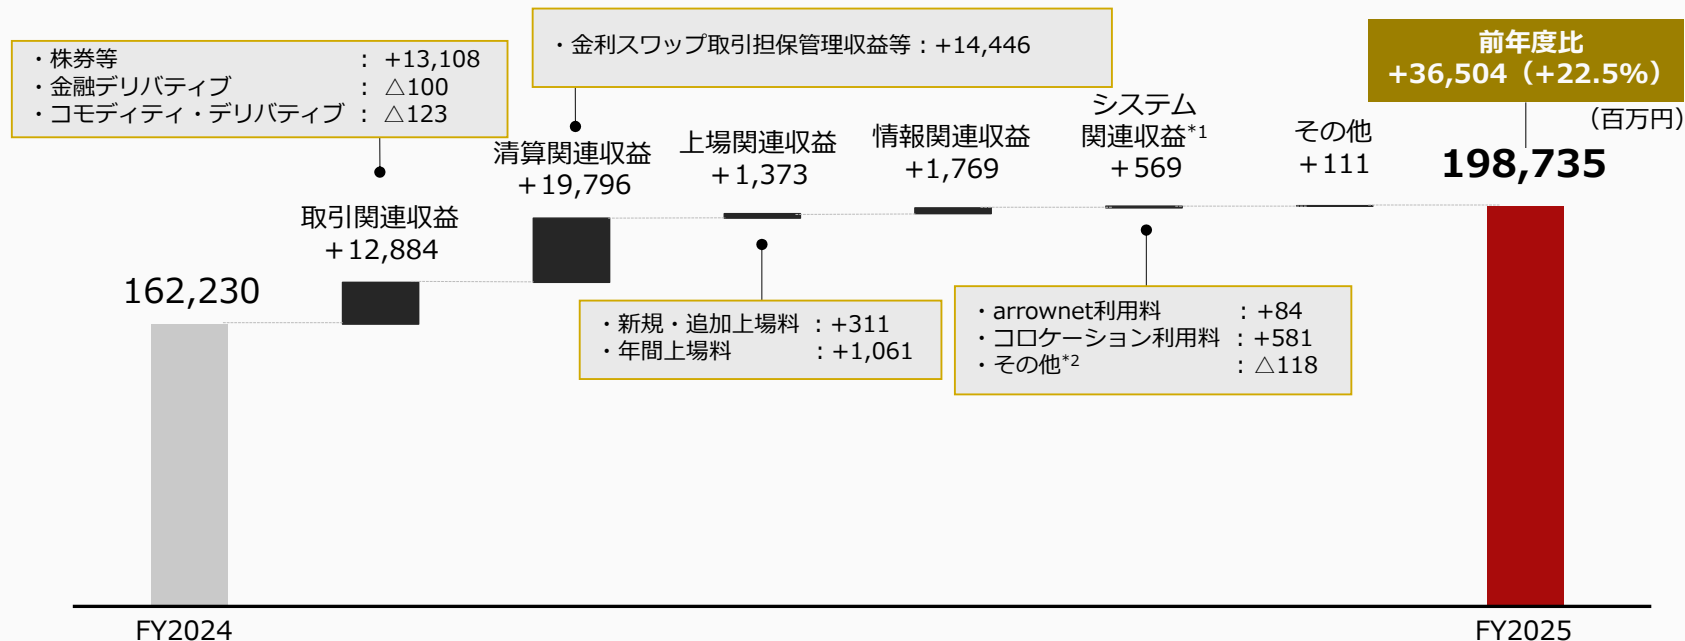 ・株券等 : +13,108
・金融デリバティブ : △100
・コモディティ・デリバティブ : △123
・金利スワップ取引担保管理収益等：+14,446
前年度比
+36,504（+22.5%）
（百万円）
162,230
取引関連収益
＋12,884
清算関連収益
＋19,796
上場関連収益
＋1,373
情報関連収益
＋1,769
システム
関連収益*1
＋569
その他
＋111
198,735
・新規・追加上場料 : +311
・年間上場料 : +1,061
・arrownet利用料 : +84
・コロケーション利用料 : +581
・その他*2 : △118
FY2024
FY2025